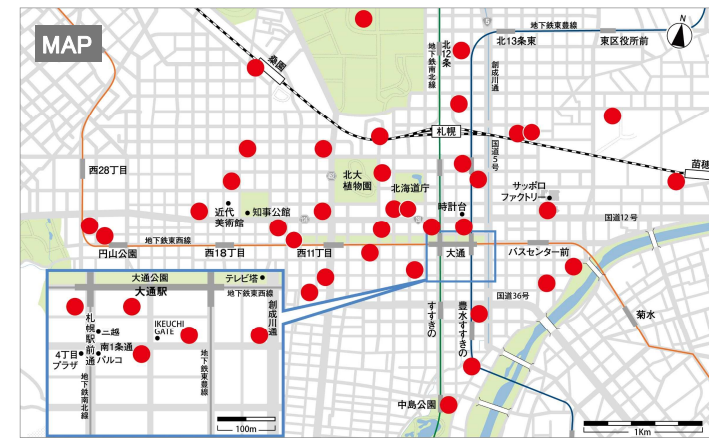 MAP
N
桑園
地下鉄南北線
北12条
5
地下鉄東豊線
北13条東
東区役所前
創成川通
札幌
国道5号
苗穂
西28丁目
北大
植物園
北海道庁
サッポロ
ファクトリー
近代
美術館
知事公館
時計台
国道12号
地下鉄東西線
円山公園
西18丁目
西11丁目
大通
バスセンター前
国道36号
菊水
すすきの
豊水すすきの
中島公園
1Km
大通公園
テレビ塔
大通駅
地下鉄東西線
創成川通
札幌駅前通
三越
IKEUCHI
GATE
南1条通
4丁目
プラザ
パルコ
地下鉄南北線
地下鉄東豊線
100m